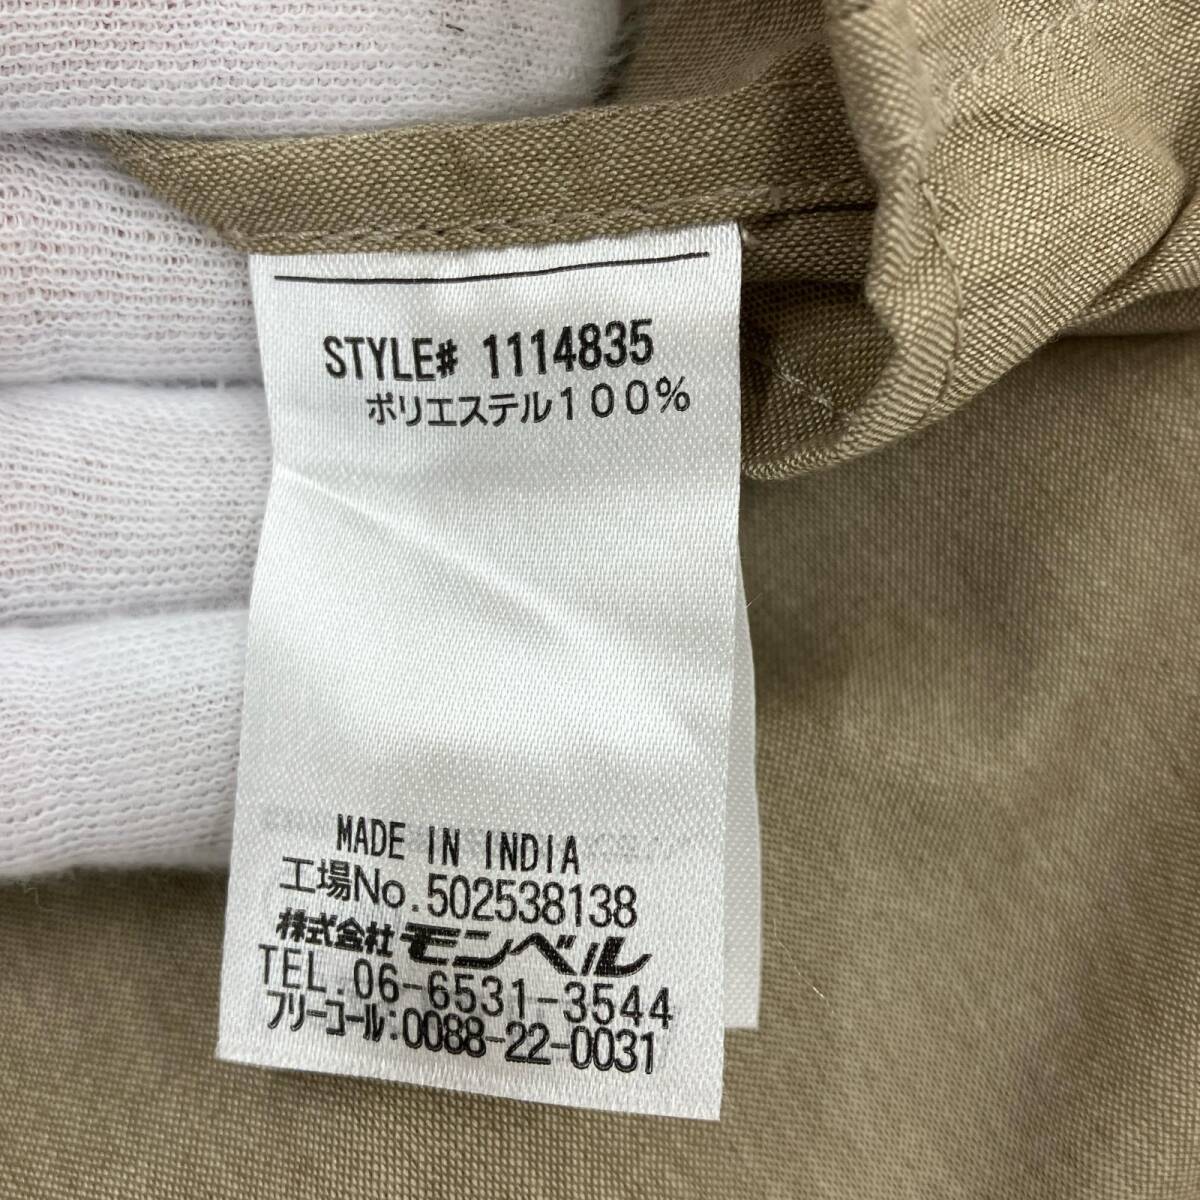 STYLE# 1114835
ポリエステル100%
MADE IN INDIA
工場No.502538138
株式会社モンベル
TEL.06-6531-3544
フリーコール:0088-22-0031